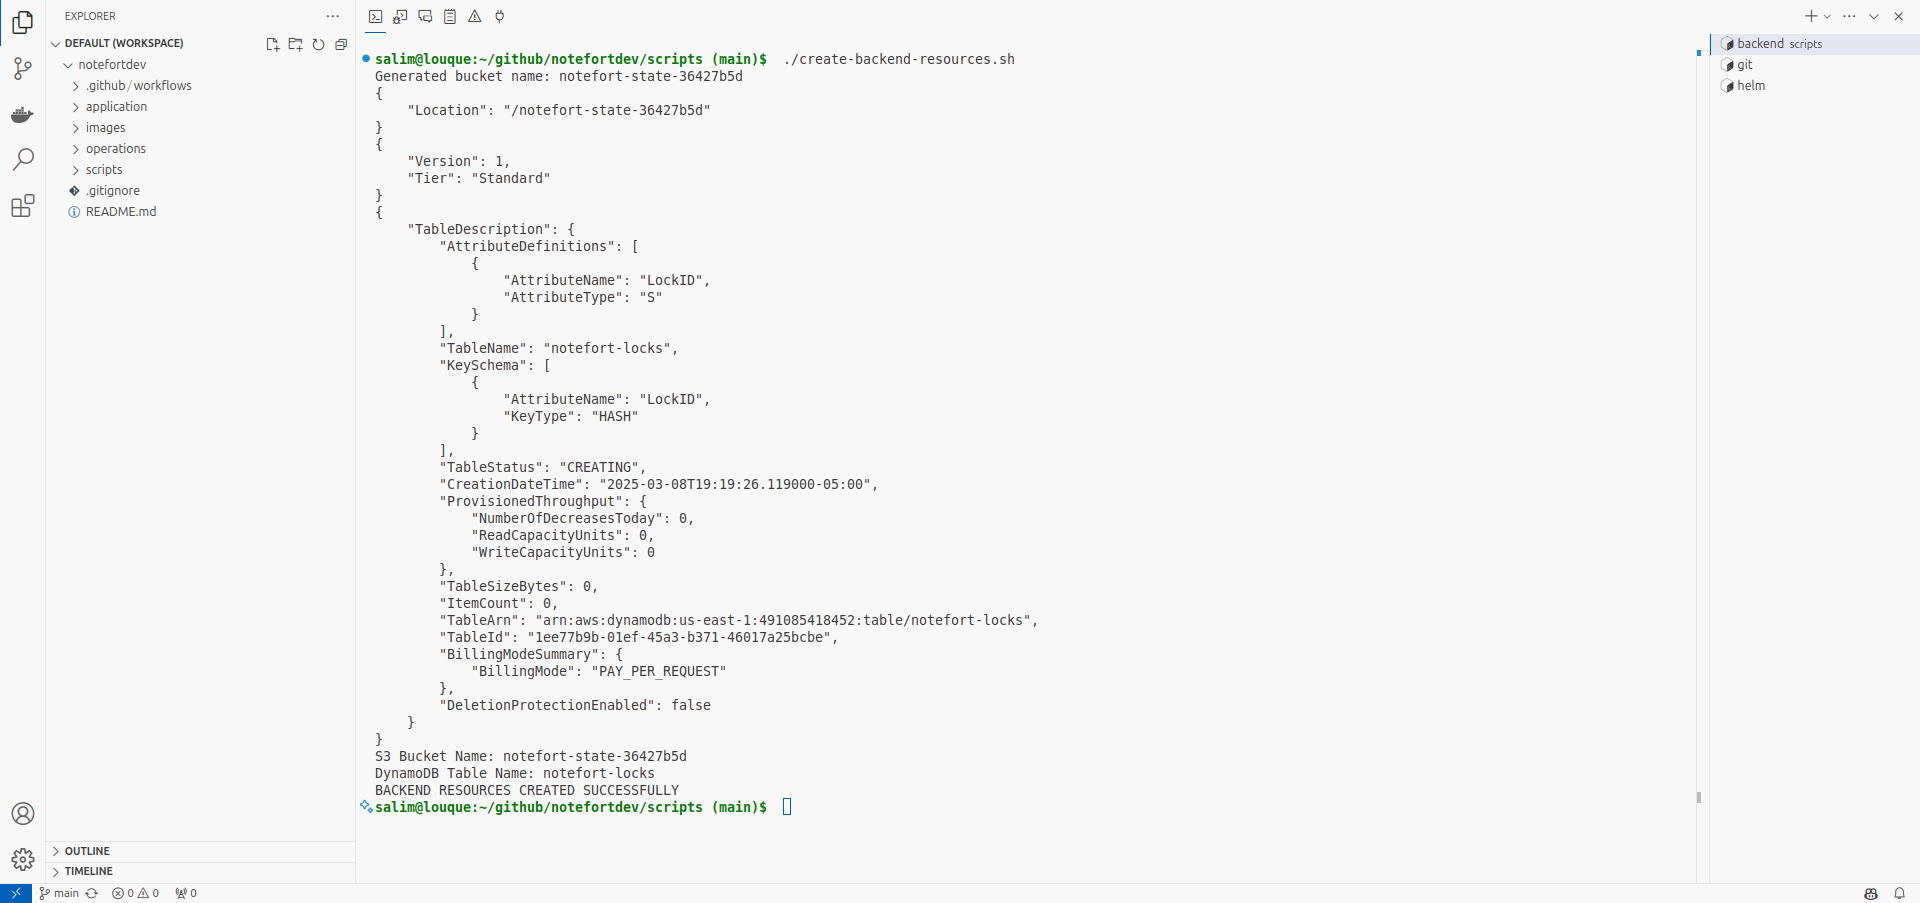 EXPLORER
DEFAULT (WORKSPACE)
notefortdev
.github/workflows
application
images
operations
scripts
.gitignore
README.md
OUTLINE
TIMELINE
salim@louque:~/github/notefortdev/scripts (main)$ ./create-backend-resources.sh
Generated bucket name: notefort-state-36427b5d
{
    "Location": "/notefort-state-36427b5d"
}
{
    "Version": 1,
    "Tier": "Standard"
}
{
    "TableDescription": {
        "AttributeDefinitions": [
            {
                "AttributeName": "LockID",
                "AttributeType": "S"
            }
        ],
        "TableName": "notefort-locks",
        "KeySchema": [
            {
                "AttributeName": "LockID",
                "KeyType": "HASH"
            }
        ],
        "TableStatus": "CREATING",
        "CreationDateTime": "2025-03-08T19:19:26.119000-05:00",
        "ProvisionedThroughput": {
            "NumberOfDecreasesToday": 0,
            "ReadCapacityUnits": 0,
            "WriteCapacityUnits": 0
        },
        "TableSizeBytes": 0,
        "ItemCount": 0,
        "TableArn": "arn:aws:dynamodb:us-east-1:491085418452:table/notefort-locks",
        "TableId": "1ee77b9b-01ef-45a3-b371-46017a25bcbe",
        "BillingModeSummary": {
            "BillingMode": "PAY_PER_REQUEST"
        },
        "DeletionProtectionEnabled": false
    }
}
S3 Bucket Name: notefort-state-36427b5d
DynamoDB Table Name: notefort-locks
BACKEND RESOURCES CREATED SUCCESSFULLY
salim@louque:~/github/notefortdev/scripts (main)$
backend scripts
git
helm
main 0 0 0